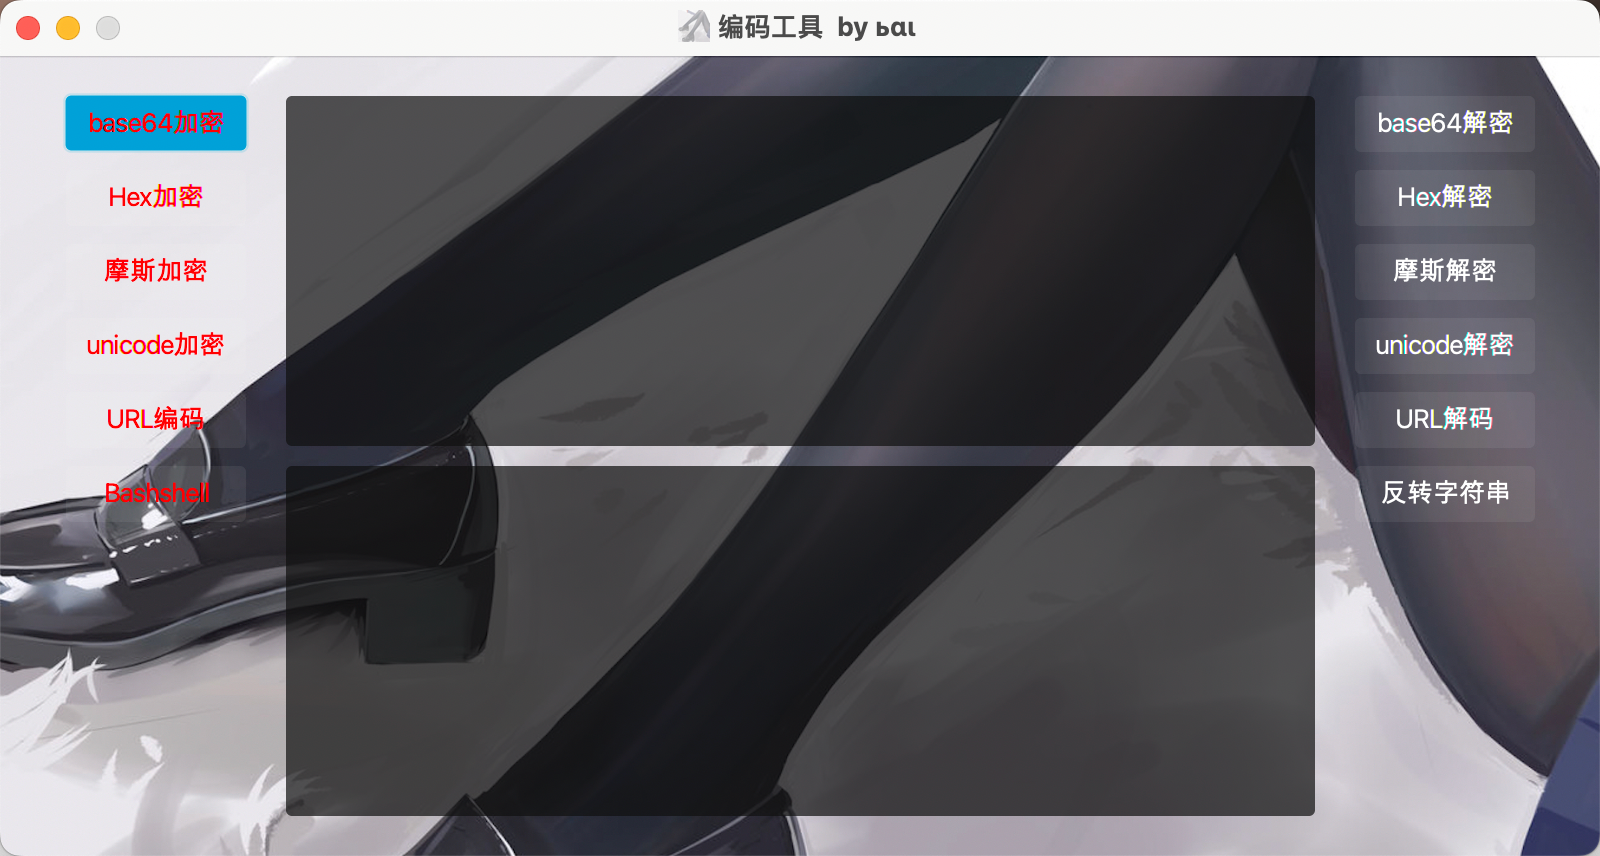 编码工具 by ьαι
base64加密
Hex加密
摩斯加密
unicode加密
URL编码
Bashshell
base64解密
Hex解密
摩斯解密
unicode解密
URL解码
反转字符串